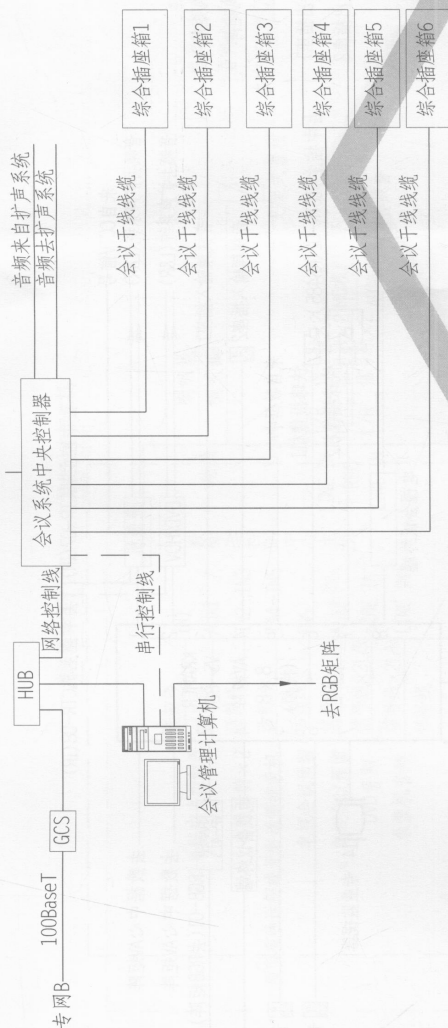 专网B
100BaseT
GCS
HUB
网络控制线
串行控制线
会议管理计算机
去RGB矩阵
会议系统中央控制器
音频来自扩声系统
音频去扩声系统
会议干线线缆
综合插座箱1
会议干线线缆
综合插座箱2
会议干线线缆
综合插座箱3
会议干线线缆
综合插座箱4
会议干线线缆
综合插座箱5
会议干线线缆
综合插座箱6